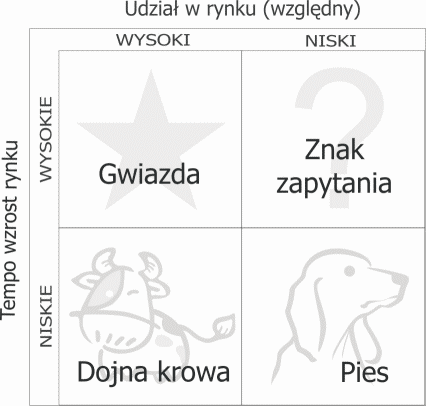 Udział w rynku (względny)
WYSOKI
NISKI
Tempo wzrost rynku
WYSOKIE
NISKIE
Gwiazda
Znak
zapytania
Dojna krowa
Pies